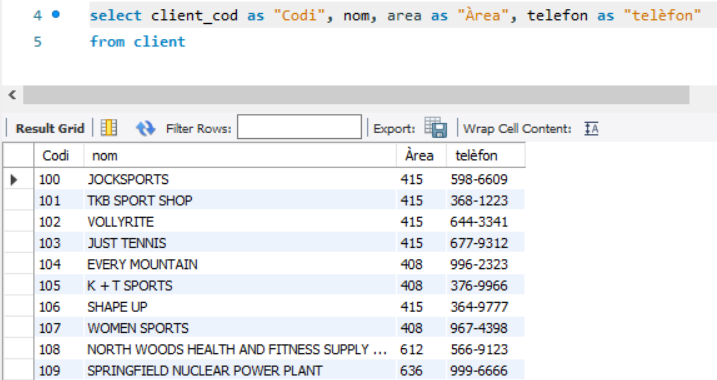 4 select client_cod as "Codi", nom, area as "Àrea", telefon as "telèfon"
5 from client
Result Grid Filter Rows: Export: Wrap Cell Content: IA
Codi nom Àrea telèfon
100 JOCKSPORTS 415 598-6609
101 TKB SPORT SHOP 415 368-1223
102 VOLLYRITE 415 644-3341
103 JUST TENNIS 415 677-9312
104 EVERY MOUNTAIN 408 996-2323
105 K + T SPORTS 408 376-9966
106 SHAPE UP 415 364-9777
107 WOMEN SPORTS 408 967-4398
108 NORTH WOODS HEALTH AND FITNESS SUPPLY ... 612 566-9123
109 SPRINGFIELD NUCLEAR POWER PLANT 636 999-6666